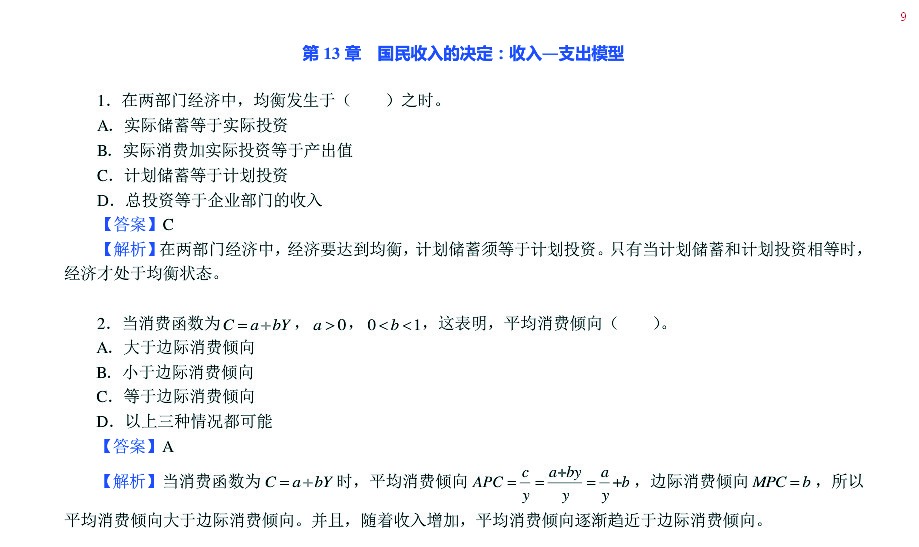 9
第 13 章　国民收入的决定：收入—支出模型
1．在两部门经济中，均衡发生于（　　）之时。
A．实际储蓄等于实际投资
B．实际消费加实际投资等于产出值
C．计划储蓄等于计划投资
D．总投资等于企业部门的收入
【答案】C
【解析】在两部门经济中，经济要达到均衡，计划储蓄须等于计划投资。只有当计划储蓄和计划投资相等时，
经济才处于均衡状态。
2．当消费函数为 C = a+bY ， a > 0， 0 < b < 1，这表明，平均消费倾向（　　）。
A．大于边际消费倾向
B．小于边际消费倾向
C．等于边际消费倾向
D．以上三种情况都可能
【答案】A
【解析】当消费函数为 C = a+bY 时，平均消费倾向 APC = c/y = a+by/y = a/y +b ，边际消费倾向 MPC = b ，所以
平均消费倾向大于边际消费倾向。并且，随着收入增加，平均消费倾向逐渐趋近于边际消费倾向。